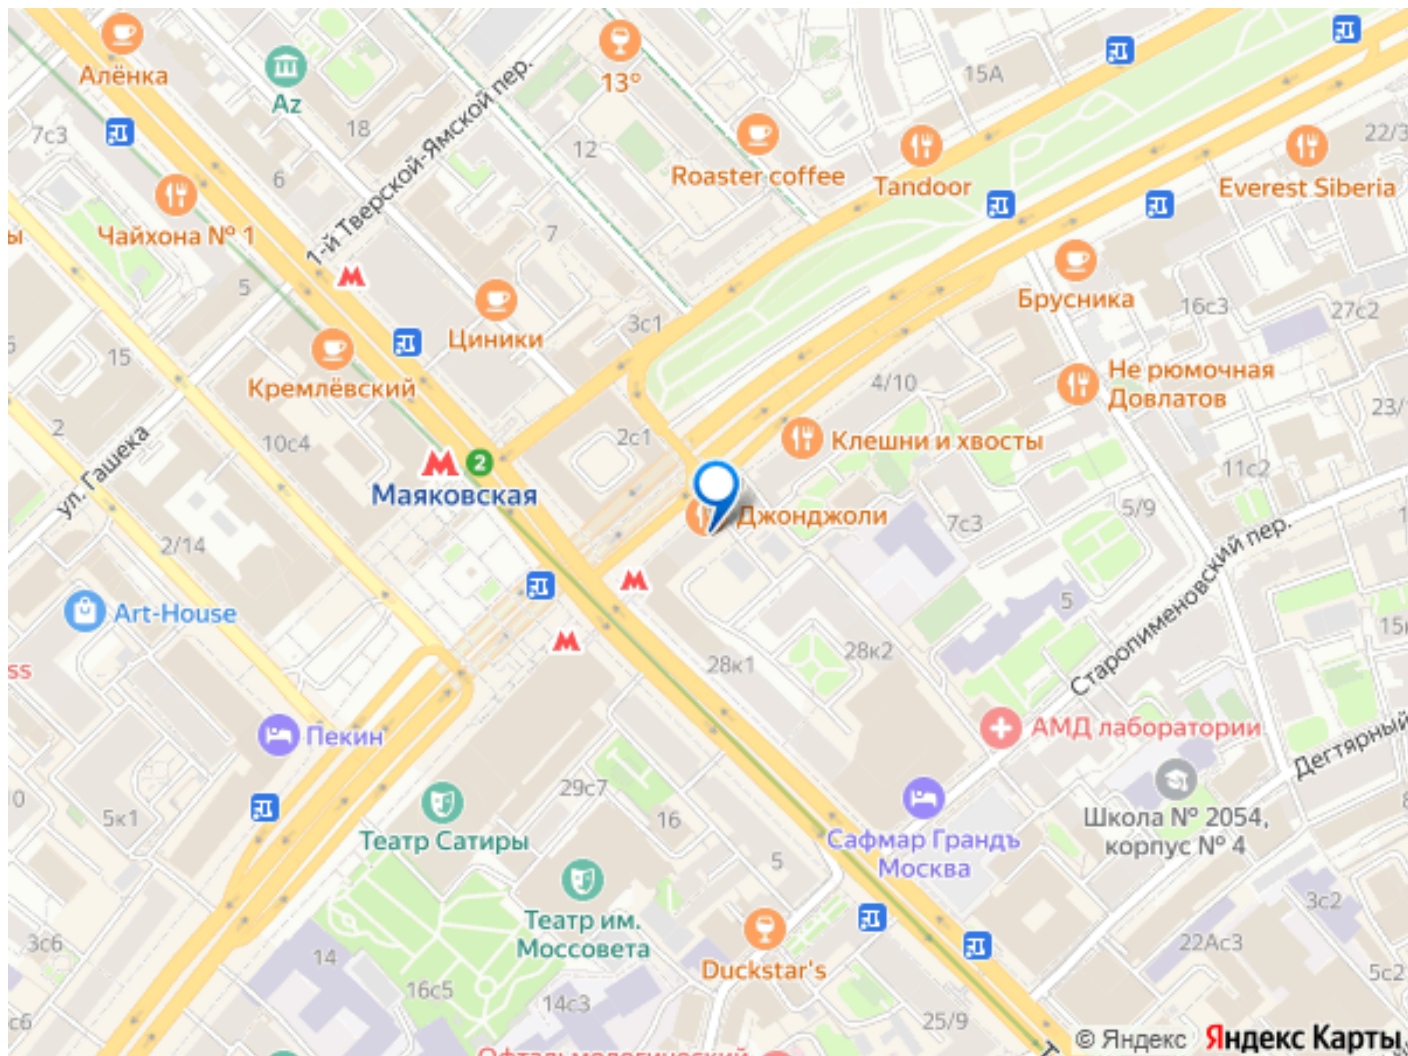 Алёнка
Az
13°
15А
7с3
18
12
Roaster coffee
Tandoor
22/3
Everest Siberia
6
1-й Тверской-Ямской пер.
Чайхона № 1
ы
7
5
Брусника
16с3
27с2
Циники
3с1
15
Кремлёвский
4/10
Не рюмочная
Довлатов
23/
2
ул. Гашека
10с4
2с1
Клешни и хвосты
11с2
2
Маяковская
Джонджоли
7с3
5/9
2/14
Старопименовский пер.
Art-House
5
15к
ss
28к1
28к2
Пекин
АМД лаборатории
Дегтярный
29с7
5к1
16
Театр Сатиры
Сафмар Грандъ
Москва
Школа № 2054,
корпус № 4
5
Театр им.
Моссовета
3с2
3с6
14
Duckstar's
22Ас3
16с5
14с3
5с2
25/9
Офтальмологический
© Яндекс Яндекс Карты